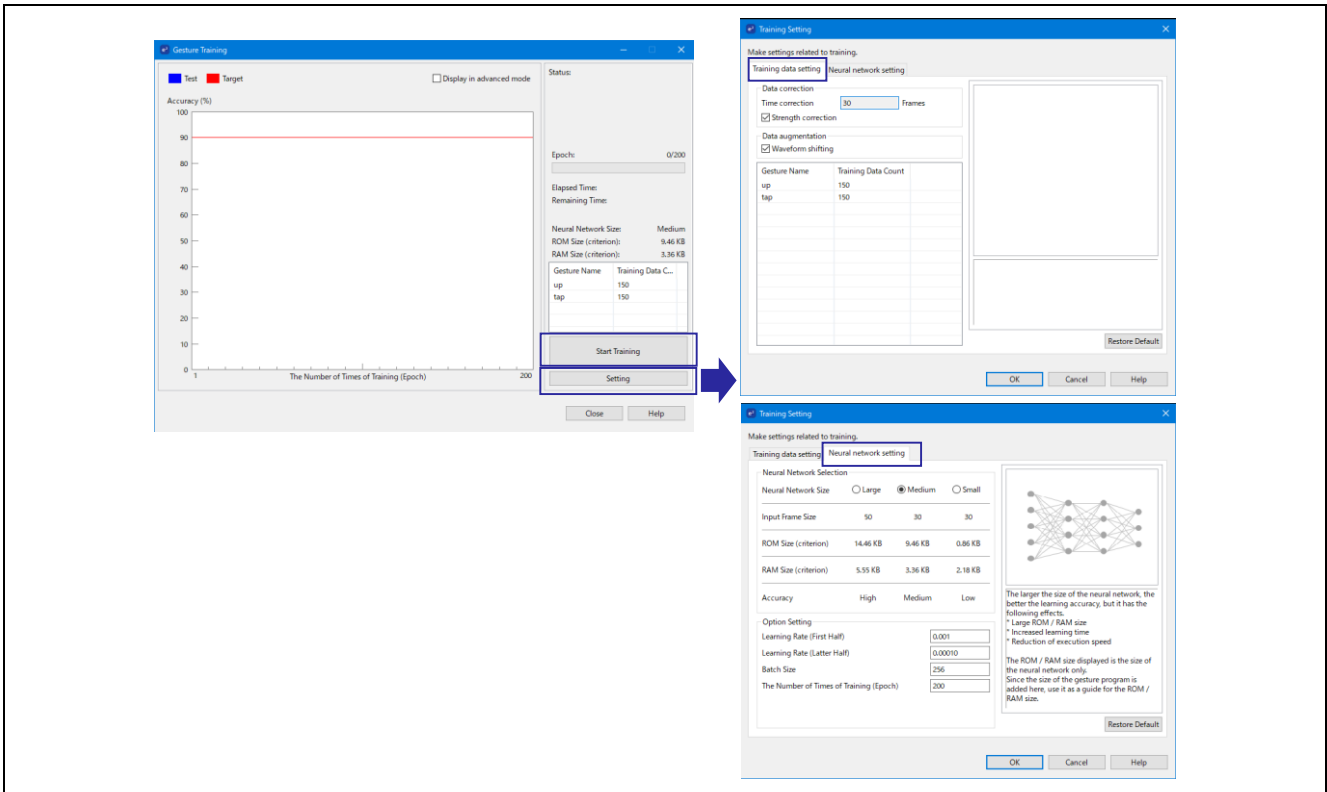 Gesture Training
Test
Target
Display in advanced mode
Accuracy (%)
100
90
80
70
60
50
40
30
20
10
0
1
The Number of Times of Training (Epoch)
200
Status:
Epoch: 0/200
Elapsed Time:
Remaining Time:
Neural Network Size: Medium
ROM Size (criterion): 9.46 KB
RAM Size (criterion): 3.36 KB
Gesture Name Training Data C...
up 150
tap 150
Start Training
Setting
Close Help
Training Setting
Make settings related to training.
Training data setting Neural network setting
Data correction
Time correction 30 Frames
Strength correction
Data augmentation
Waveform shifting
Gesture Name Training Data Count
up 150
tap 150
Restore Default
OK Cancel Help
Training Setting
Make settings related to training.
Training data setting Neural network setting
Neural Network Selection
Neural Network Size Large Medium Small
Input Frame Size 50 30 30
ROM Size (criterion) 14.46 KB 9.46 KB 0.86 KB
RAM Size (criterion) 5.55 KB 3.36 KB 2.18 KB
Accuracy High Medium Low
Option Setting
Learning Rate (First Half) 0.001
Learning Rate (Latter Half) 0.00010
Batch Size 256
The Number of Times of Training (Epoch) 200
The larger the size of the neural network, the
better the learning accuracy, but it has the
following effects.
* Large ROM / RAM size
* Increased learning time
* Reduction of execution speed
The ROM / RAM size displayed is the size of
the neural network only.
Since the size of the gesture program is
added here, use it as a guide for the ROM /
RAM size.
Restore Default
OK Cancel Help